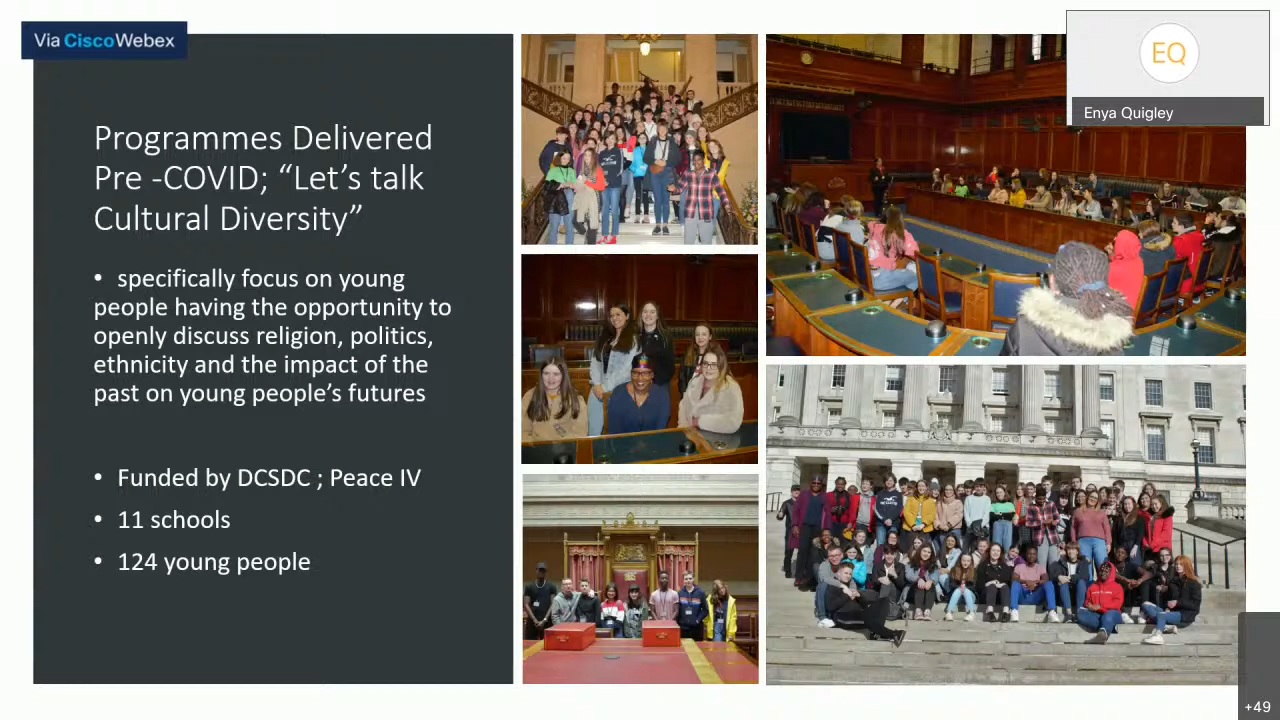 Via CiscoWebex
EQ
Enya Quigley
Programmes Delivered
Pre -COVID; “Let’s talk
Cultural Diversity”
• specifically focus on young
people having the opportunity to
openly discuss religion, politics,
ethnicity and the impact of the
past on young people’s futures
• Funded by DCSDC ; Peace IV
• 11 schools
• 124 young people
+49